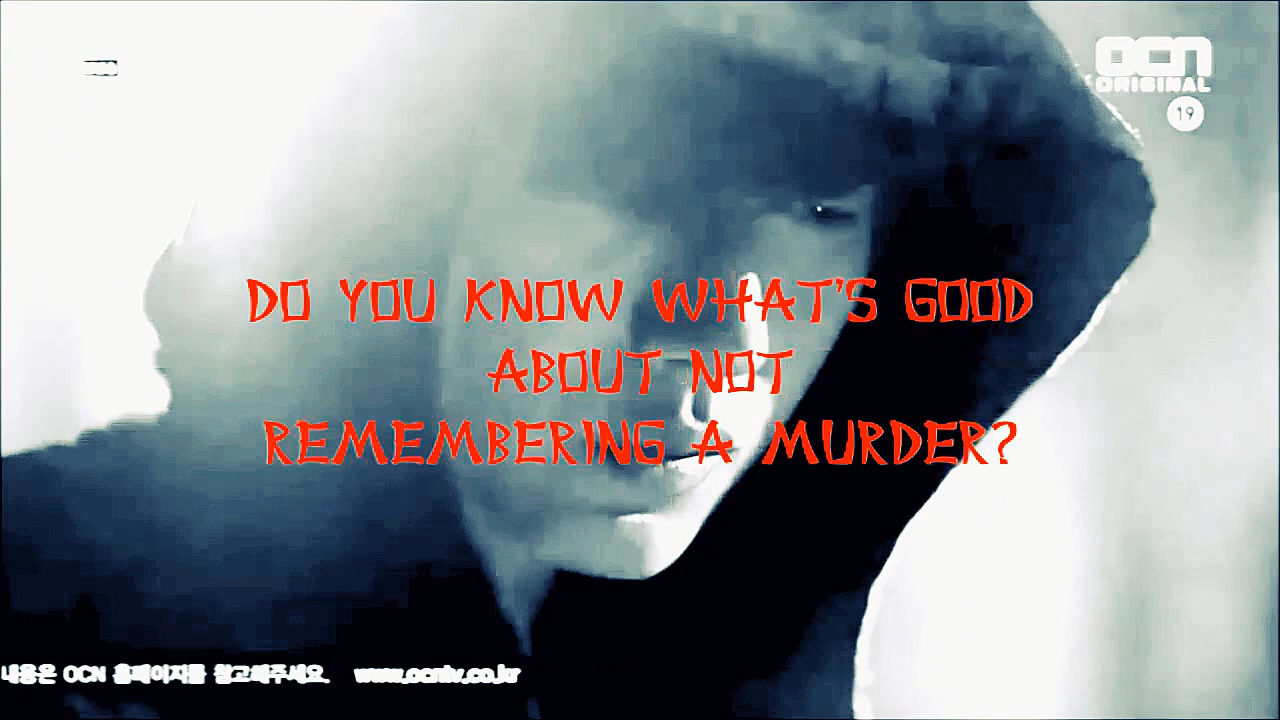 OCN
ORIGINAL
19
DO YOU KNOW WHAT'S GOOD
ABOUT NOT
REMEMBERING A MURDER?
내용은 OCN 홈페이지를 참고해주세요. www.ocntv.co.kr